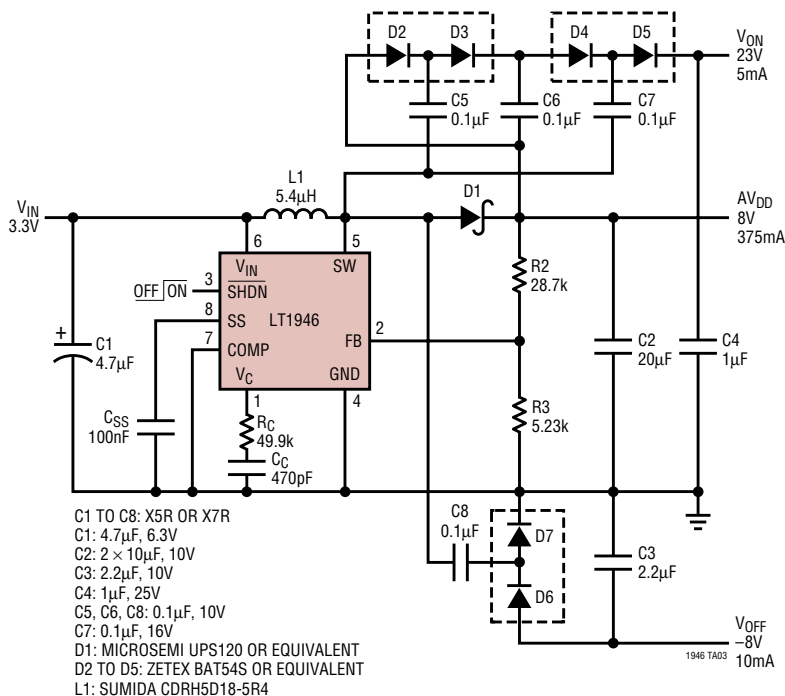 D2 D3 D4 D5
V_ON
23V
5mA
C5
0.1µF
C6
0.1µF
C7
0.1µF
L1
5.4µH
D1
V_IN
3.3V
AV_DD
8V
375mA
6
5
V_IN
SW
3
OFF ON
SHDN
8
SS
LT1946
7
COMP
FB
2
V_C
GND
1
4
R2
28.7k
R3
5.23k
C1
4.7µF
+
C_SS
100nF
R_C
49.9k
C_C
470pF
C2
20µF
C4
1µF
C8
0.1µF
D7
D6
C3
2.2µF
V_OFF
–8V
10mA
C1 TO C8: X5R OR X7R
C1: 4.7µF, 6.3V
C2: 2 × 10µF, 10V
C3: 2.2µF, 10V
C4: 1µF, 25V
C5, C6, C8: 0.1µF, 10V
C7: 0.1µF, 16V
D1: MICROSEMI UPS120 OR EQUIVALENT
D2 TO D5: ZETEX BAT54S OR EQUIVALENT
L1: SUMIDA CDRH5D18-5R4
1946 TA03